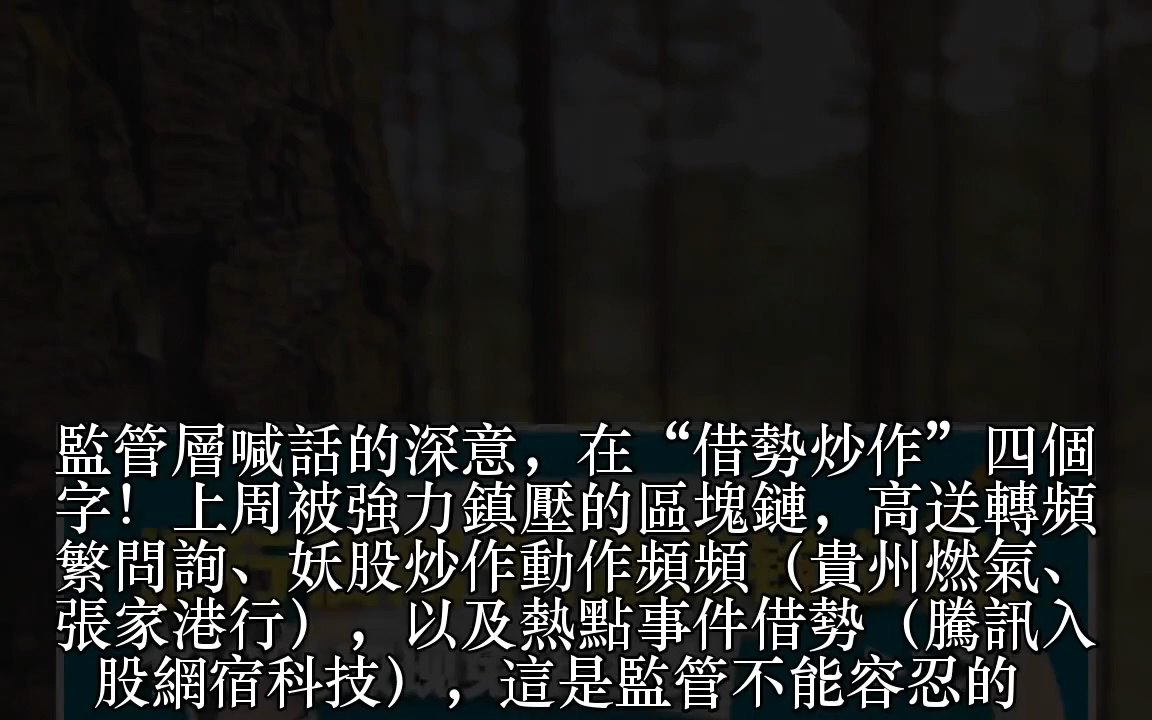 監管層喊話的深意，在“借勢炒作”四個
字！上周被強力鎮壓的區塊鏈，高送轉頻
繁問詢、妖股炒作動作頻頻（貴州燃氣、
張家港行），以及熱點事件借勢（騰訊入
股網宿科技），這是監管不能容忍的